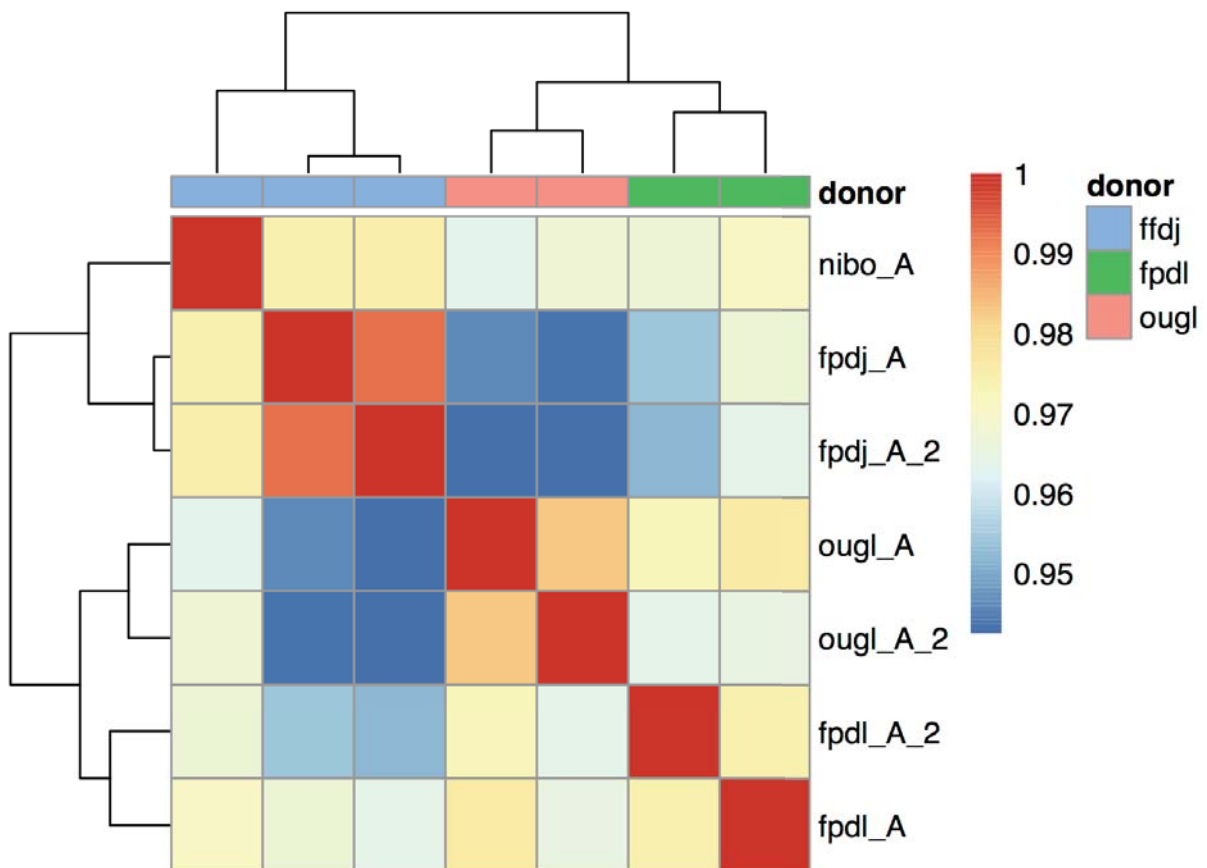 donor
nibo_A
fpdj_A
fpdj_A_2
ougl_A
ougl_A_2
fpdl_A_2
fpdl_A
1
0.99
0.98
0.97
0.96
0.95
donor
ffdj
fpdl
ougl